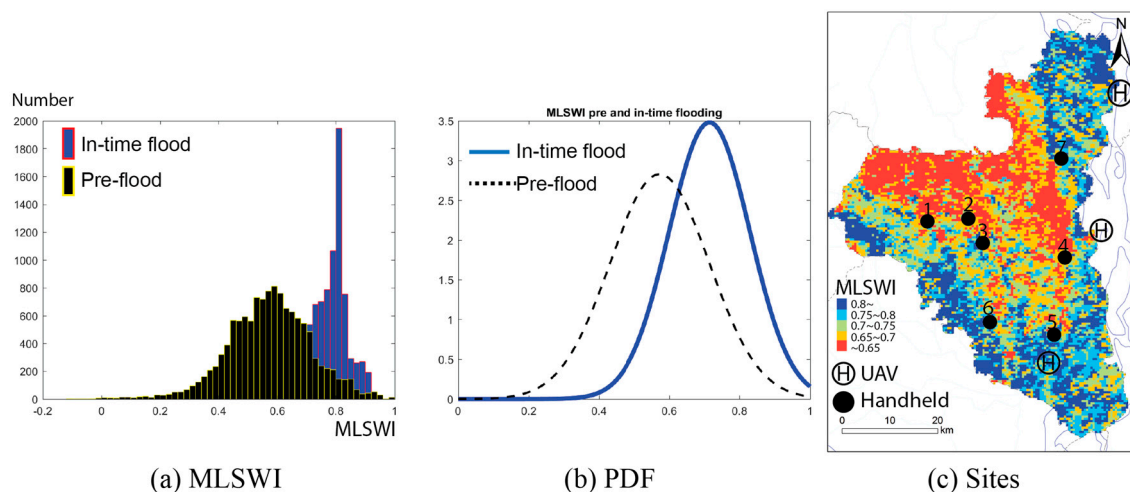 Number
2000
1800
1600
1400
1200
1000
800
600
400
200
0
In-time flood
Pre-flood
-0.2 0 0.2 0.4 0.6 0.8 1
MLSWI
(a) MLSWI
MLSWI pre and in-time flooding
3.5
3
2.5
2
1.5
1
0.5
0
In-time flood
Pre-flood
0 0.2 0.4 0.6 0.8 1
(b) PDF
N
H
7
1
2
3
H
4
6
5
H
MLSWI
0.8~
0.75~0.8
0.7~0.75
0.65~0.7
~0.65
H UAV
Handheld
0 10 20
km
(c) Sites